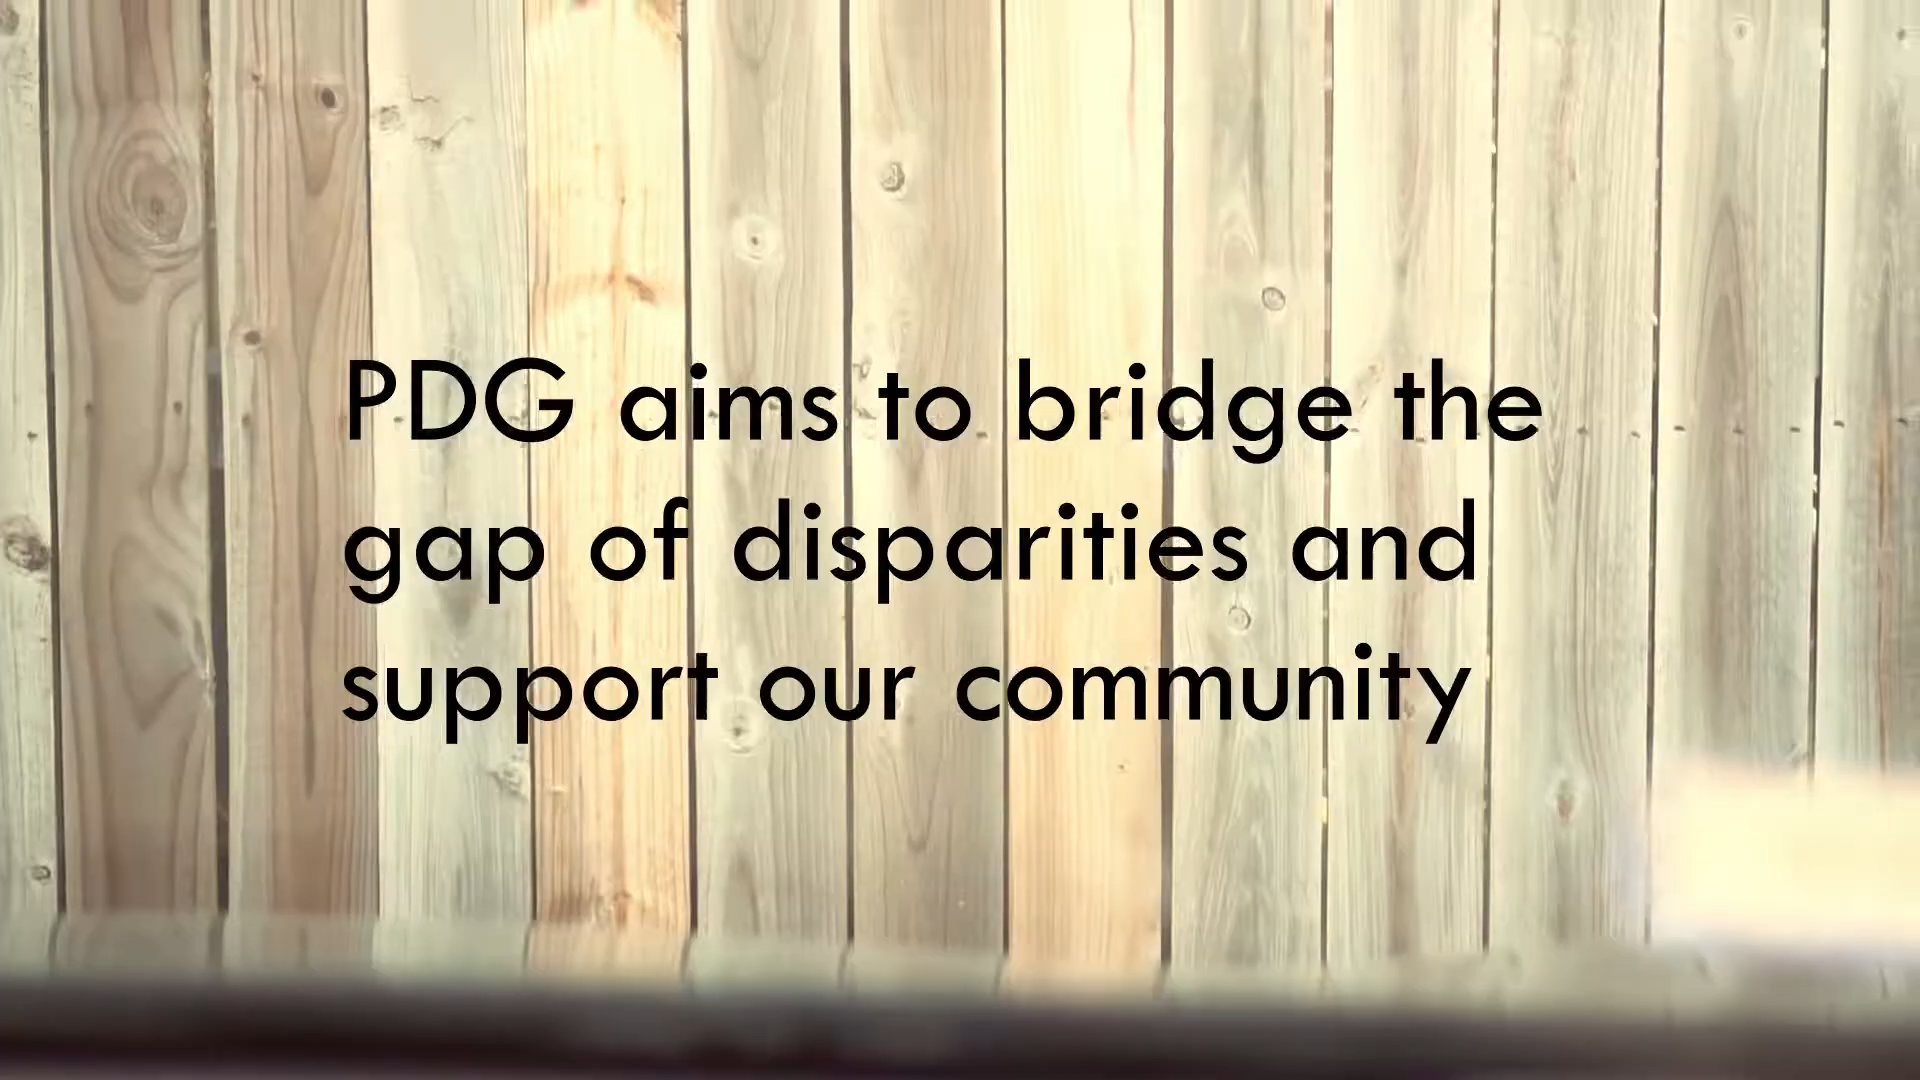 PDG aims to bridge the
gap of disparities and
support our community